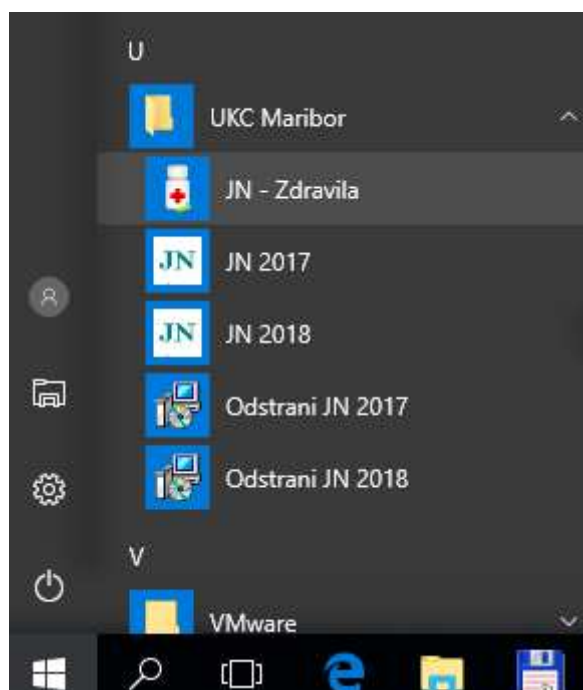 U
UKC Maribor
JN - Zdravila
JN JN 2017
JN JN 2018
Odstrani JN 2017
Odstrani JN 2018
V
VMware